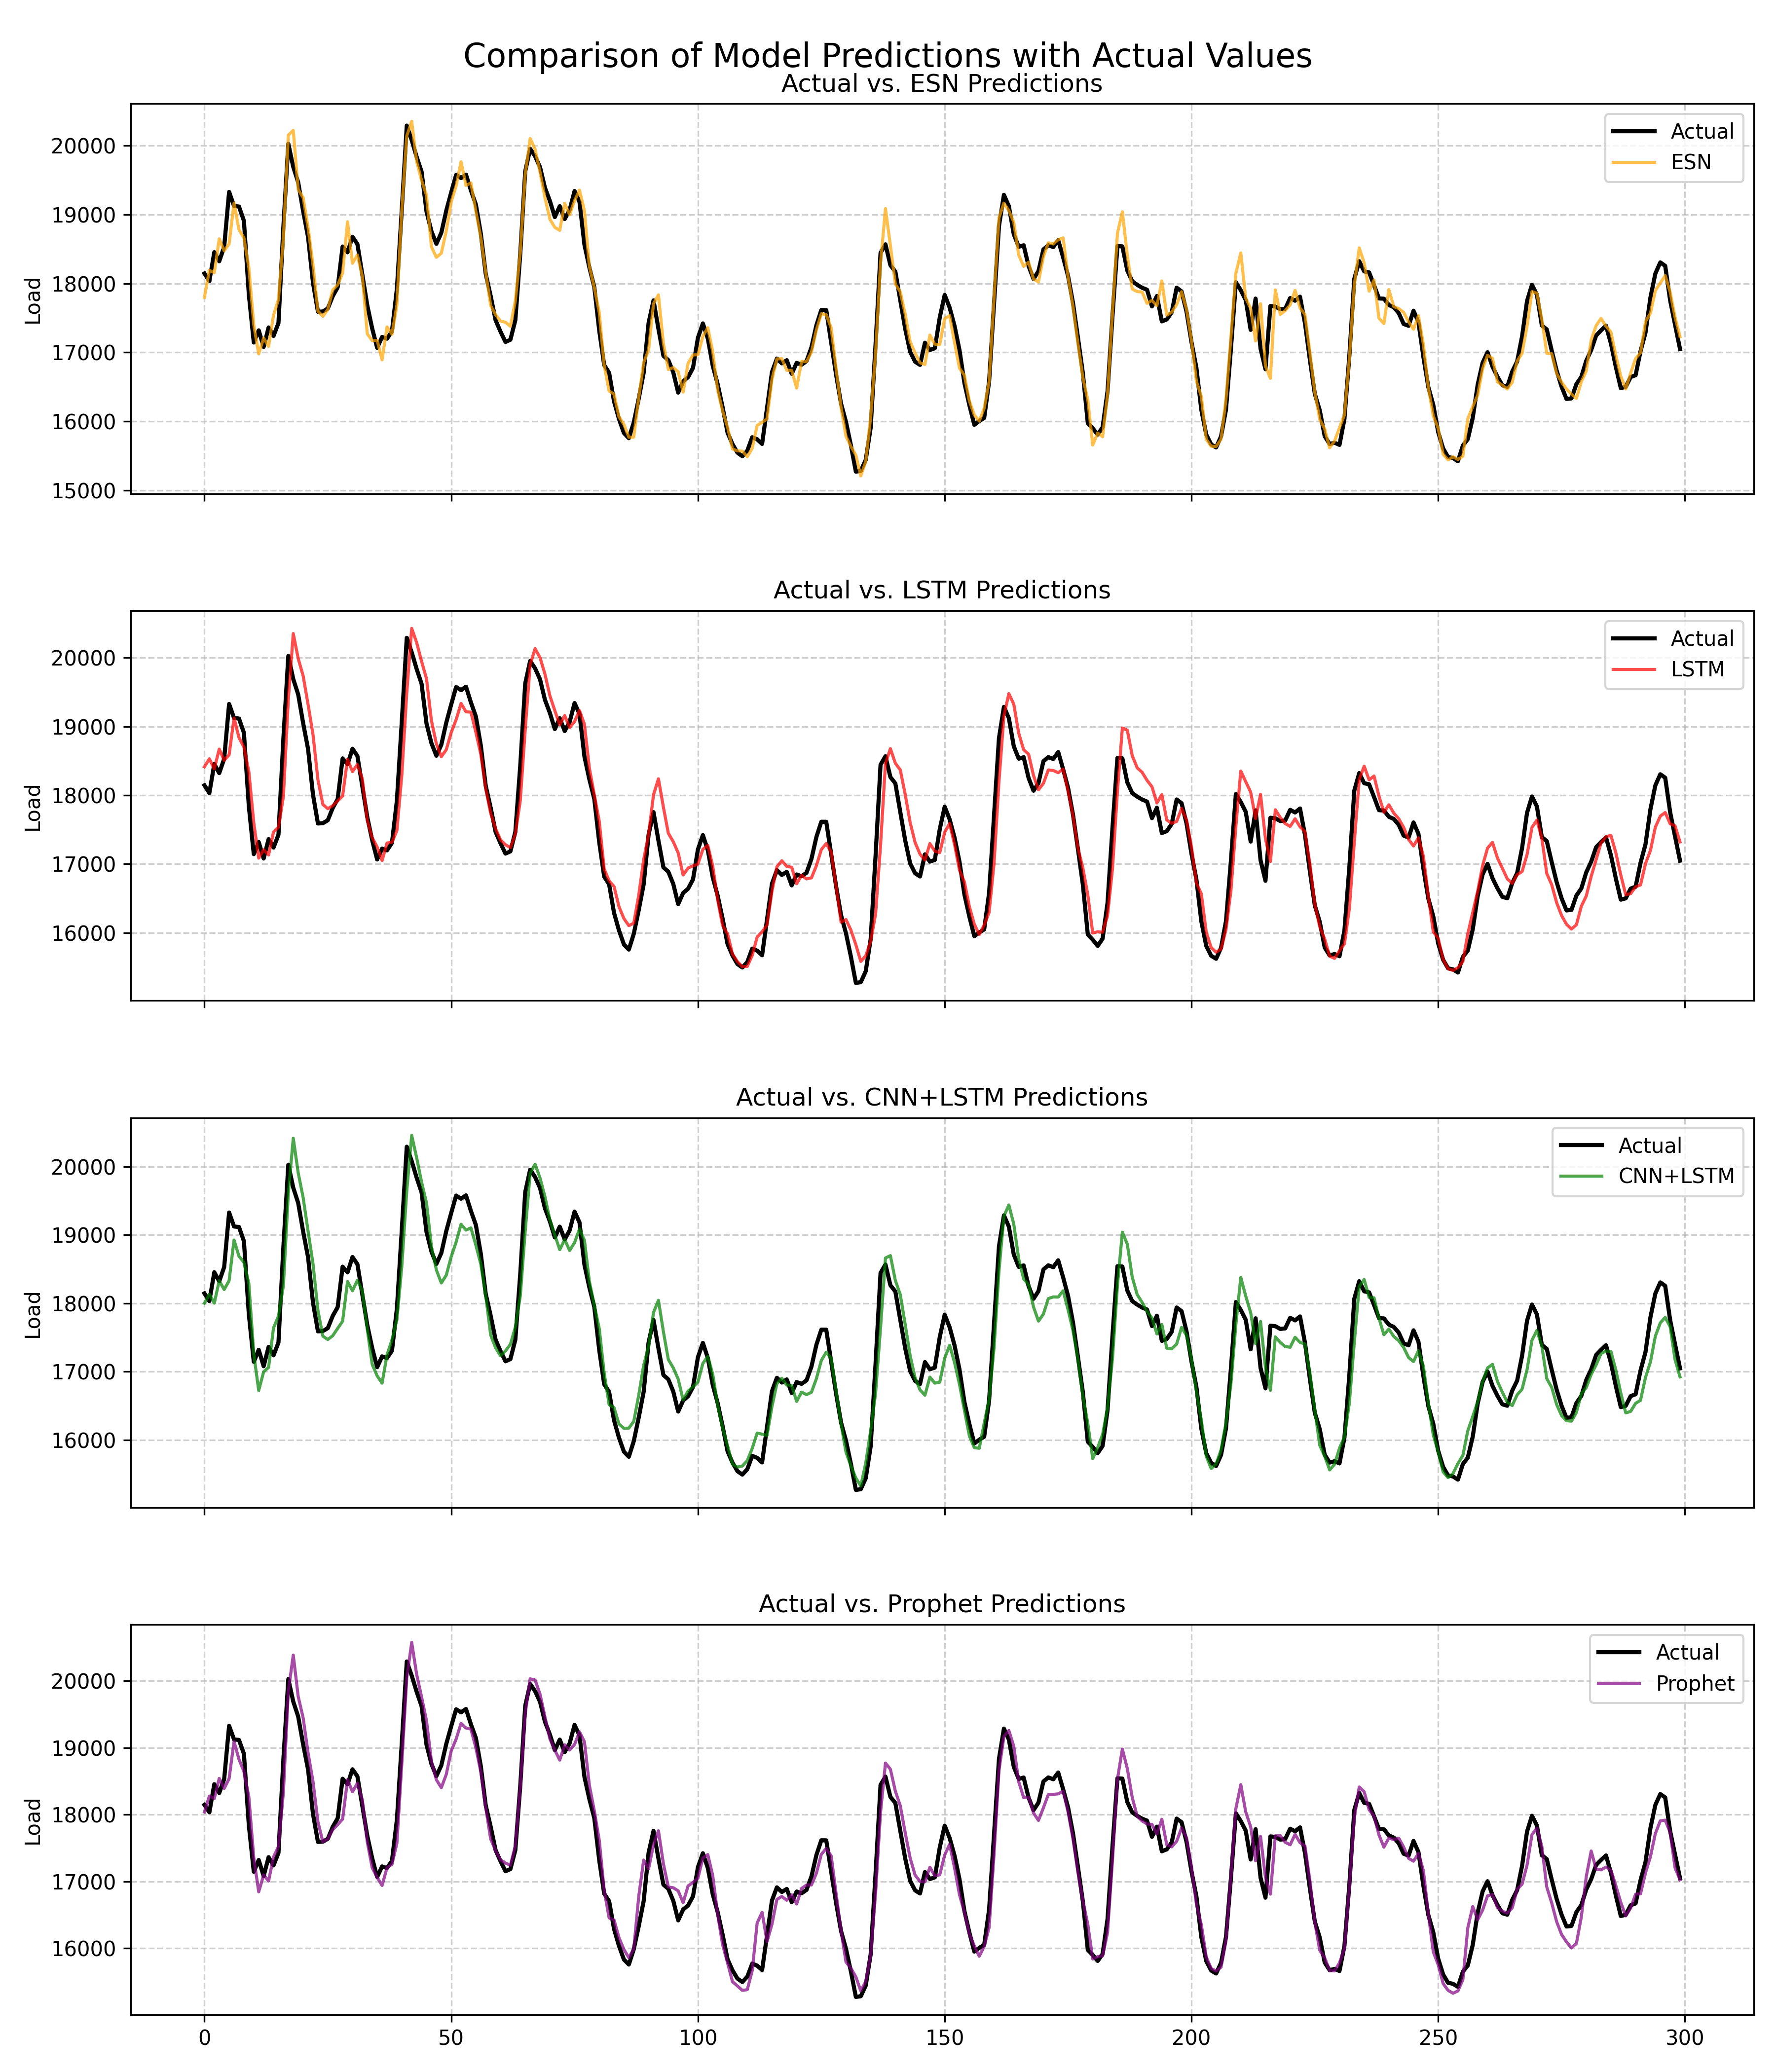 Comparison of Model Predictions with Actual Values
Actual vs. ESN Predictions
Load
20000
19000
18000
17000
16000
15000
Actual
ESN
Actual vs. LSTM Predictions
Load
20000
19000
18000
17000
16000
Actual
LSTM
Actual vs. CNN+LSTM Predictions
Load
20000
19000
18000
17000
16000
Actual
CNN+LSTM
Actual vs. Prophet Predictions
Load
20000
19000
18000
17000
16000
Actual
Prophet
0 50 100 150 200 250 300